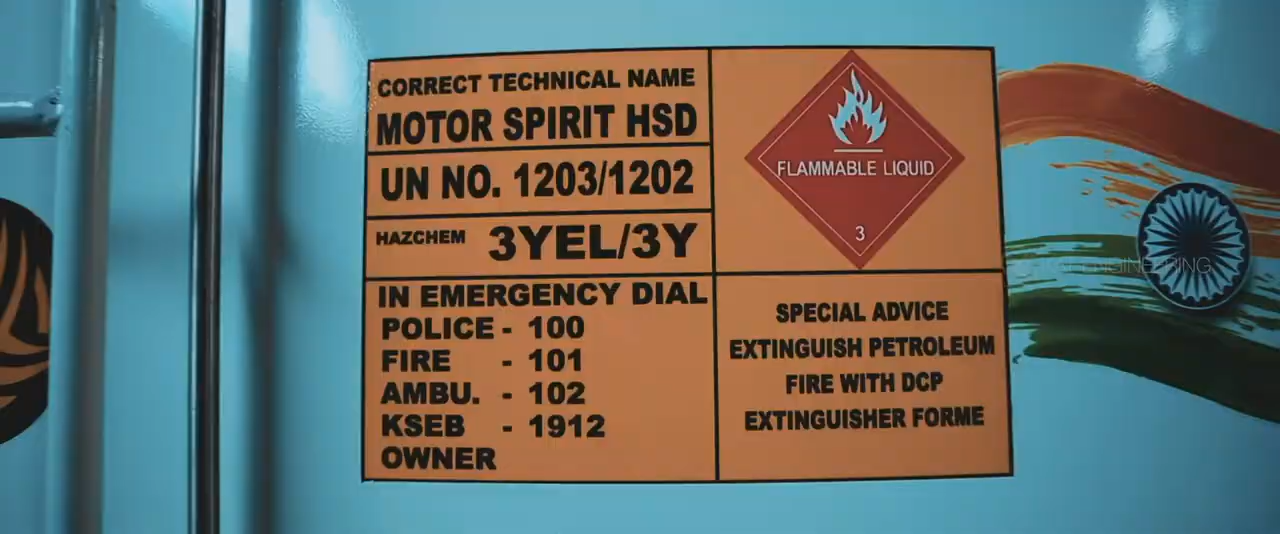 CORRECT TECHNICAL NAME
MOTOR SPIRIT HSD
UN NO. 1203/1202
HAZCHEM 3YEL/3Y
IN EMERGENCY DIAL
POLICE - 100
FIRE - 101
AMBU. - 102
KSEB - 1912
OWNER
FLAMMABLE LIQUID
3
SPECIAL ADVICE
EXTINGUISH PETROLEUM
FIRE WITH DCP
EXTINGUISHER FORME
ENGINEERING